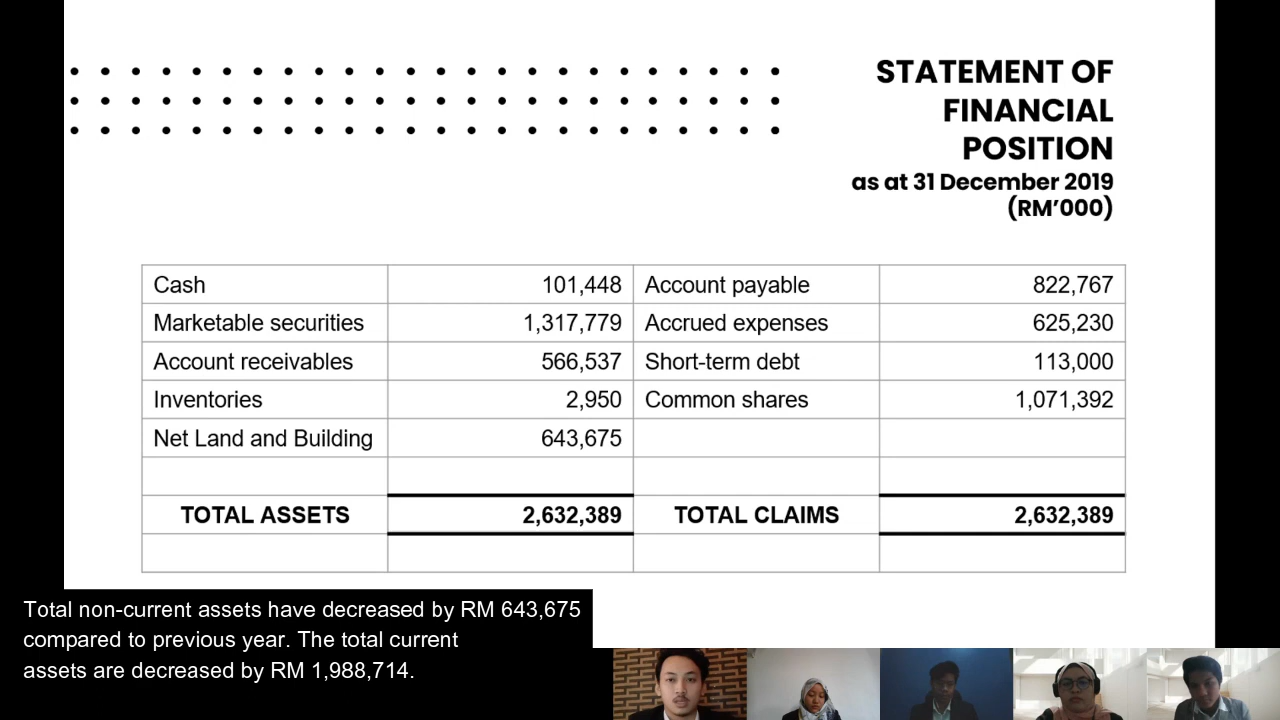 STATEMENT OF
FINANCIAL
POSITION
as at 31 December 2019
(RM’000)
Cash 101,448 Account payable 822,767
Marketable securities 1,317,779 Accrued expenses 625,230
Account receivables 566,537 Short-term debt 113,000
Inventories 2,950 Common shares 1,071,392
Net Land and Building 643,675
TOTAL ASSETS 2,632,389 TOTAL CLAIMS 2,632,389
Total non-current assets have decreased by RM 643,675
compared to previous year. The total current
assets are decreased by RM 1,988,714.